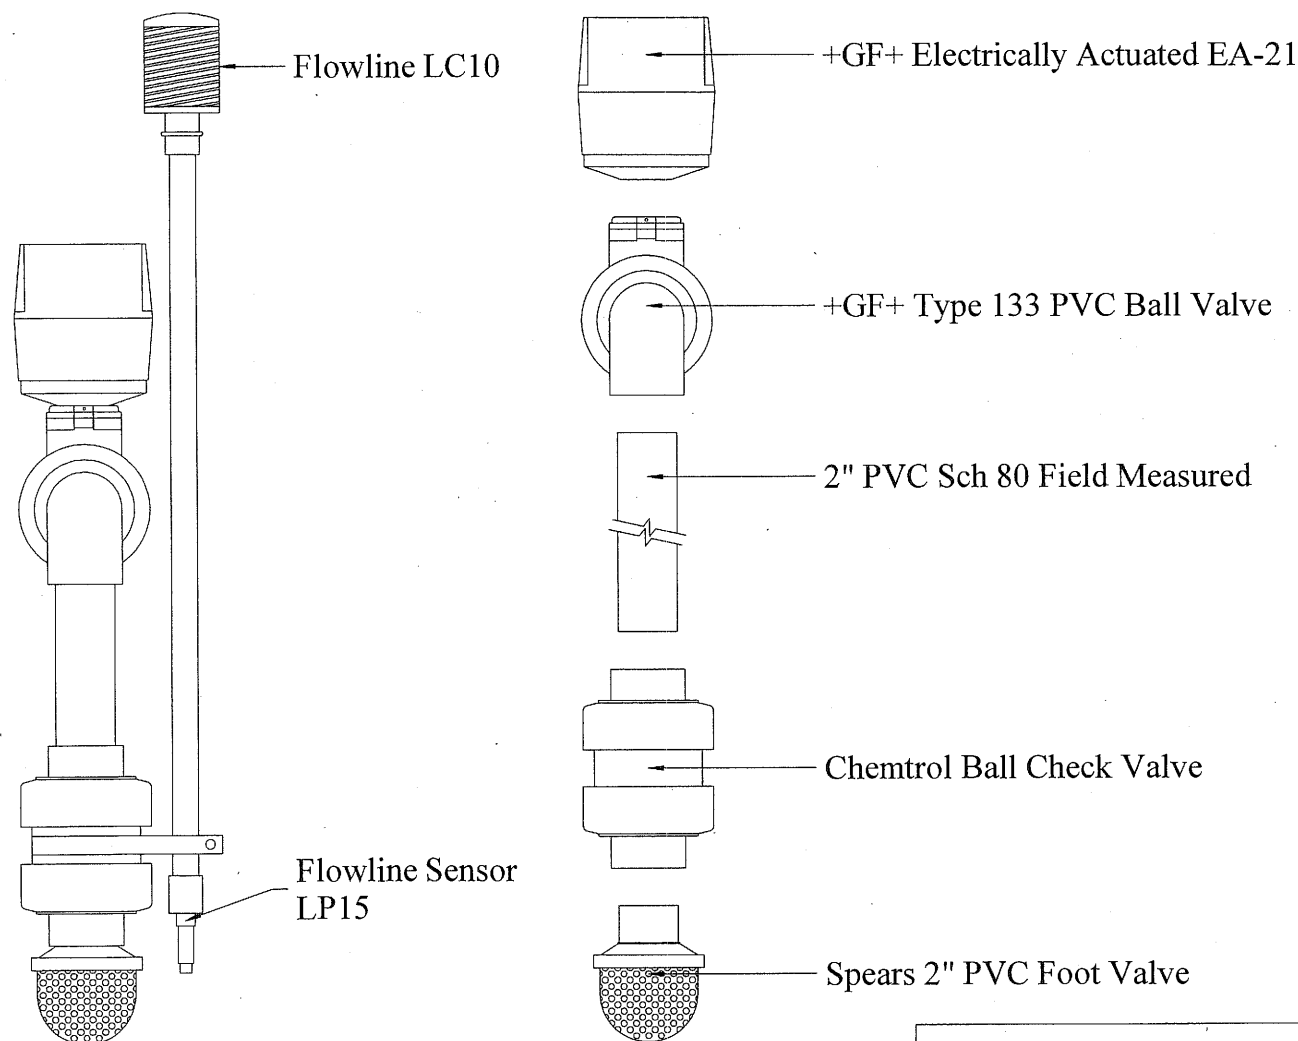 Flowline LC10
+GF+ Electrically Actuated EA-21
+GF+ Type 133 PVC Ball Valve
2" PVC Sch 80 Field Measured
Chemtrol Ball Check Valve
Flowline Sensor
LP15
Spears 2" PVC Foot Valve